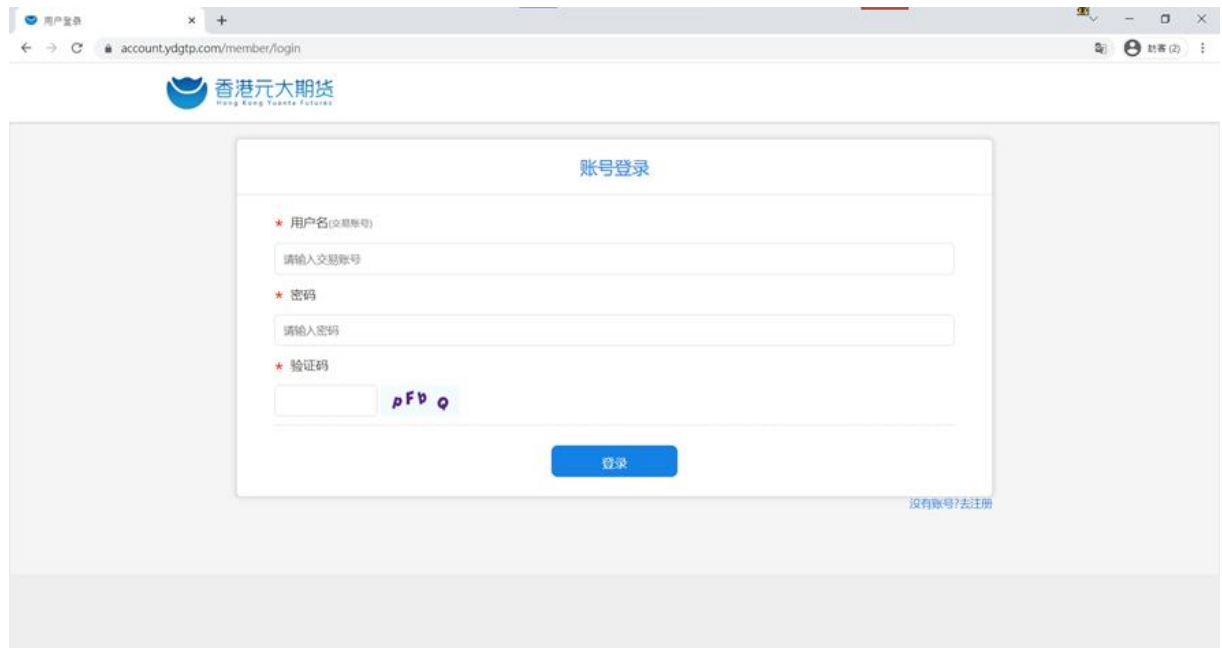 用户登录
account.ydgtp.com/member/login
訪客 (2)
香港元大期货
Hong Kong Yuanta Futures
账号登录
* 用户名(交易账号)
请输入交易账号
* 密码
请输入密码
* 验证码
pFb Q
登录
没有账号?去注册